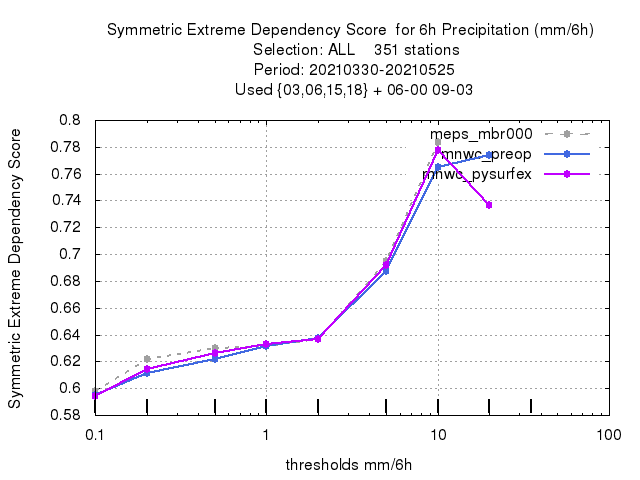 Symmetric Extreme Dependency Score  for 6h Precipitation (mm/6h)
Selection: ALL    351 stations
Period: 20210330-20210525
Used {03,06,15,18} + 06-00 09-03
Symmetric Extreme Dependency Score
0.8
0.78
0.76
0.74
0.72
0.7
0.68
0.66
0.64
0.62
0.6
0.58
meps_mbr000
mnwc_preop
mnwc_pysurfex
0.1
1
10
100
thresholds mm/6h